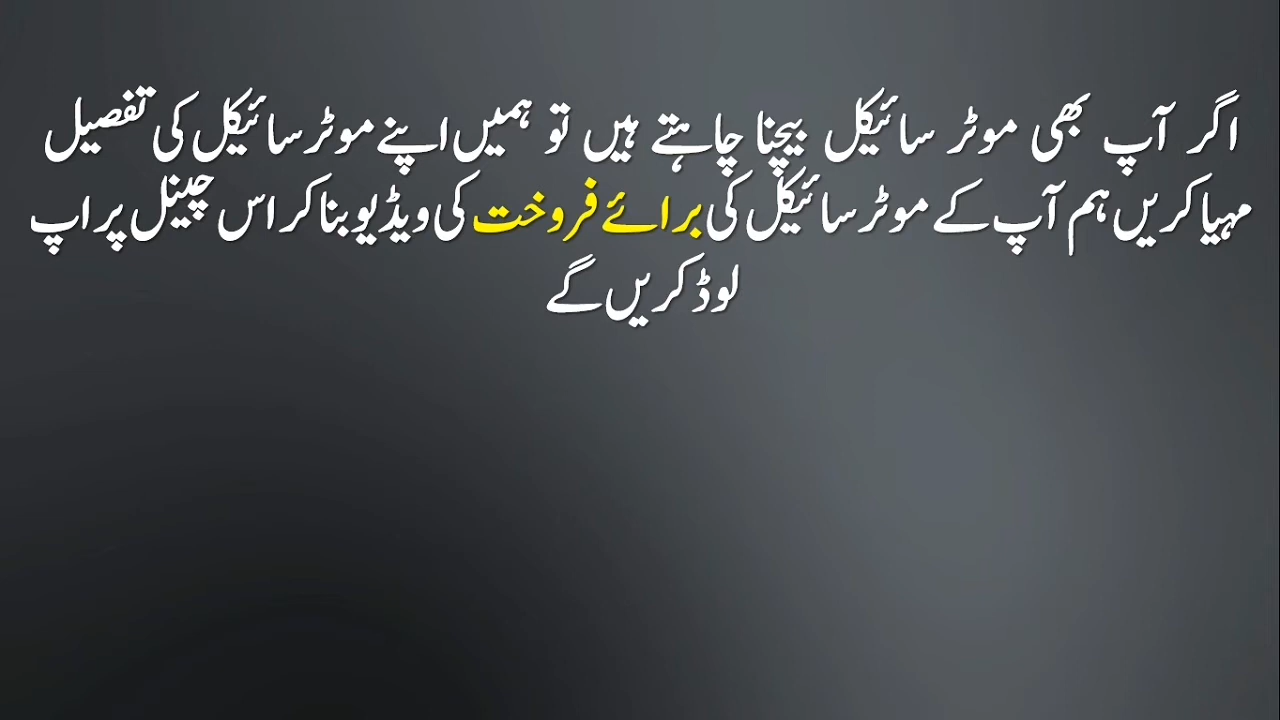 اگر آپ بھی موٹر سائیکل بیچنا چاہتے ہیں تو ہمیں اپنے موٹر سائیکل کی تفصیل
مہیا کریں ہم آپ کے موٹر سائیکل کی برائے فروخت کی ویڈیو بنا کر اس چینل پر اپ
لوڈ کریں گے